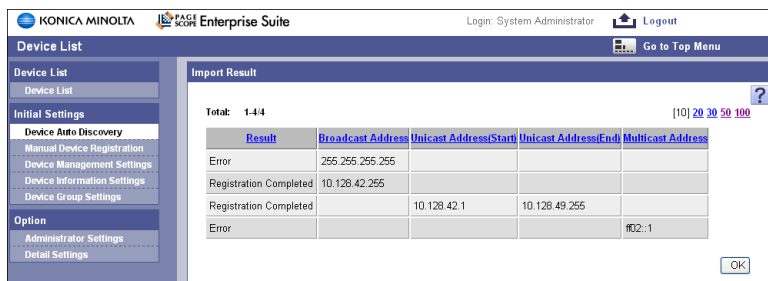 KONICA MINOLTA PAGE SCOPE Enterprise Suite Login: System Administrator Logout
Device List Go to Top Menu
Device List
Device List
Initial Settings
Device Auto Discovery
Manual Device Registration
Device Management Settings
Device Information Settings
Device Group Settings
Option
Administrator Settings
Detail Settings
Import Result
?
Total: 1-4/4 [10] 20 30 50 100
Result Broadcast Address Unicast Address(Start) Unicast Address(End) Multicast Address
Error 255.255.255.255
Registration Completed 10.128.42.255
Registration Completed 10.128.42.1 10.128.49.255
Error ff02::1
OK